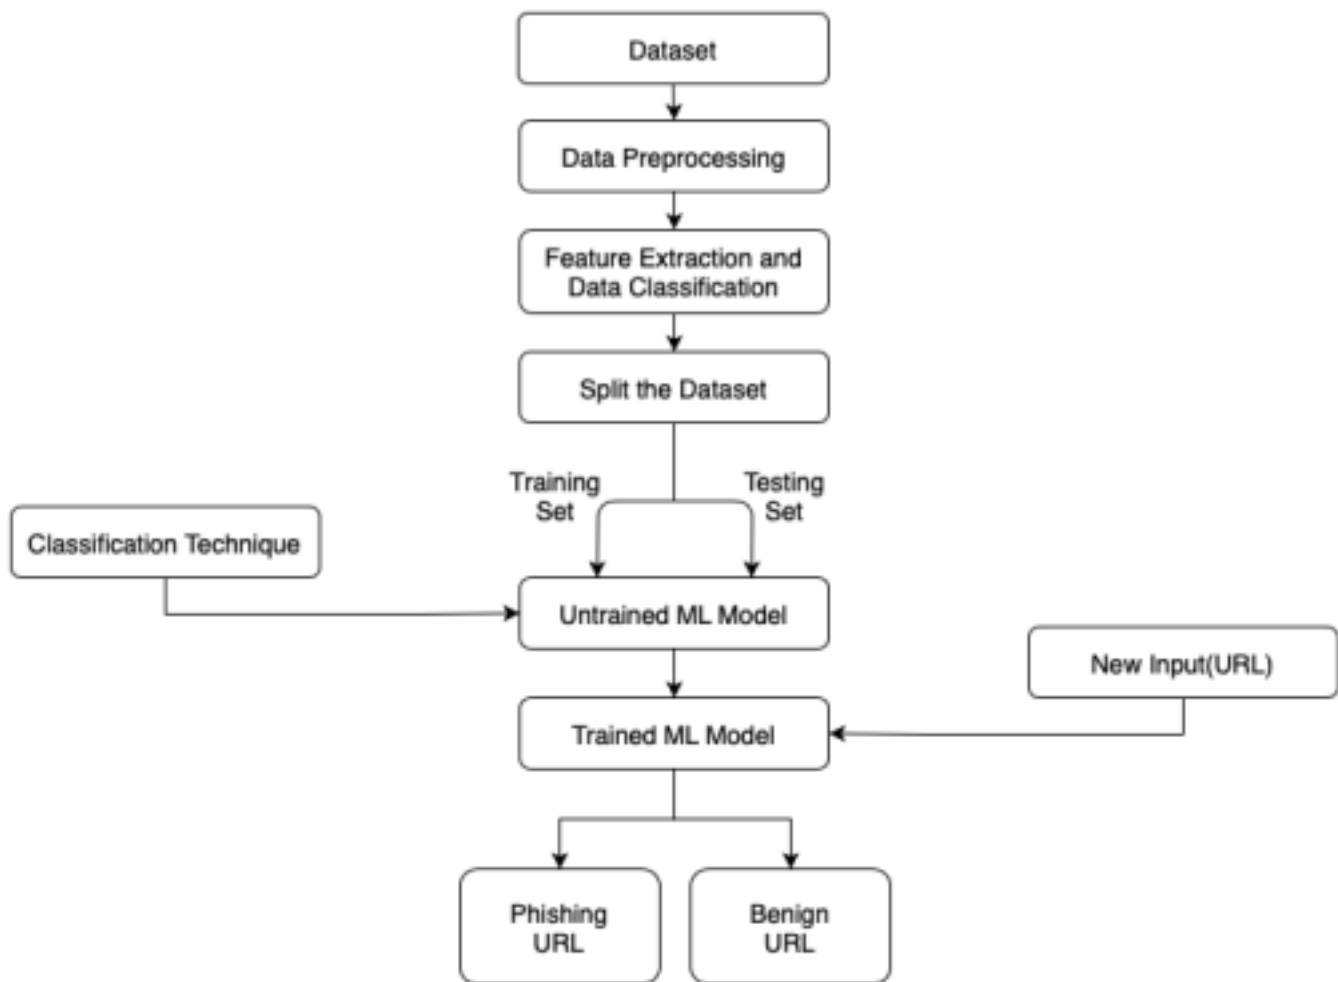 Dataset
Data Preprocessing
Feature Extraction and
Data Classification
Split the Dataset
Training
Set
Testing
Set
Classification Technique
Untrained ML Model
New Input(URL)
Trained ML Model
Phishing
URL
Benign
URL